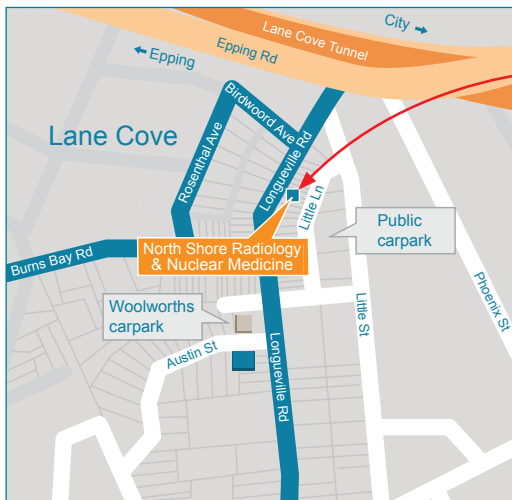 City
Lane Cove Tunnel
Epping Rd
Epping
Birdwoord Ave
Lane Cove
Rosenthal Ave
Longueville Rd
Little Ln
Public
carpark
North Shore Radiology
& Nuclear Medicine
Burns Bay Rd
Phoenix St
Woolworths
carpark
Little St
Austin St
Longueville Rd